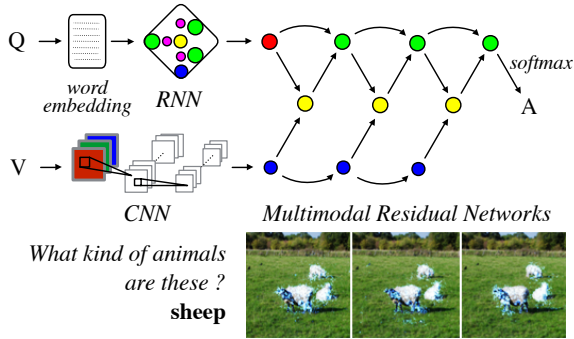 Q
word
embedding
RNN
softmax
A
V
CNN
Multimodal Residual Networks
What kind of animals
are these ?
sheep